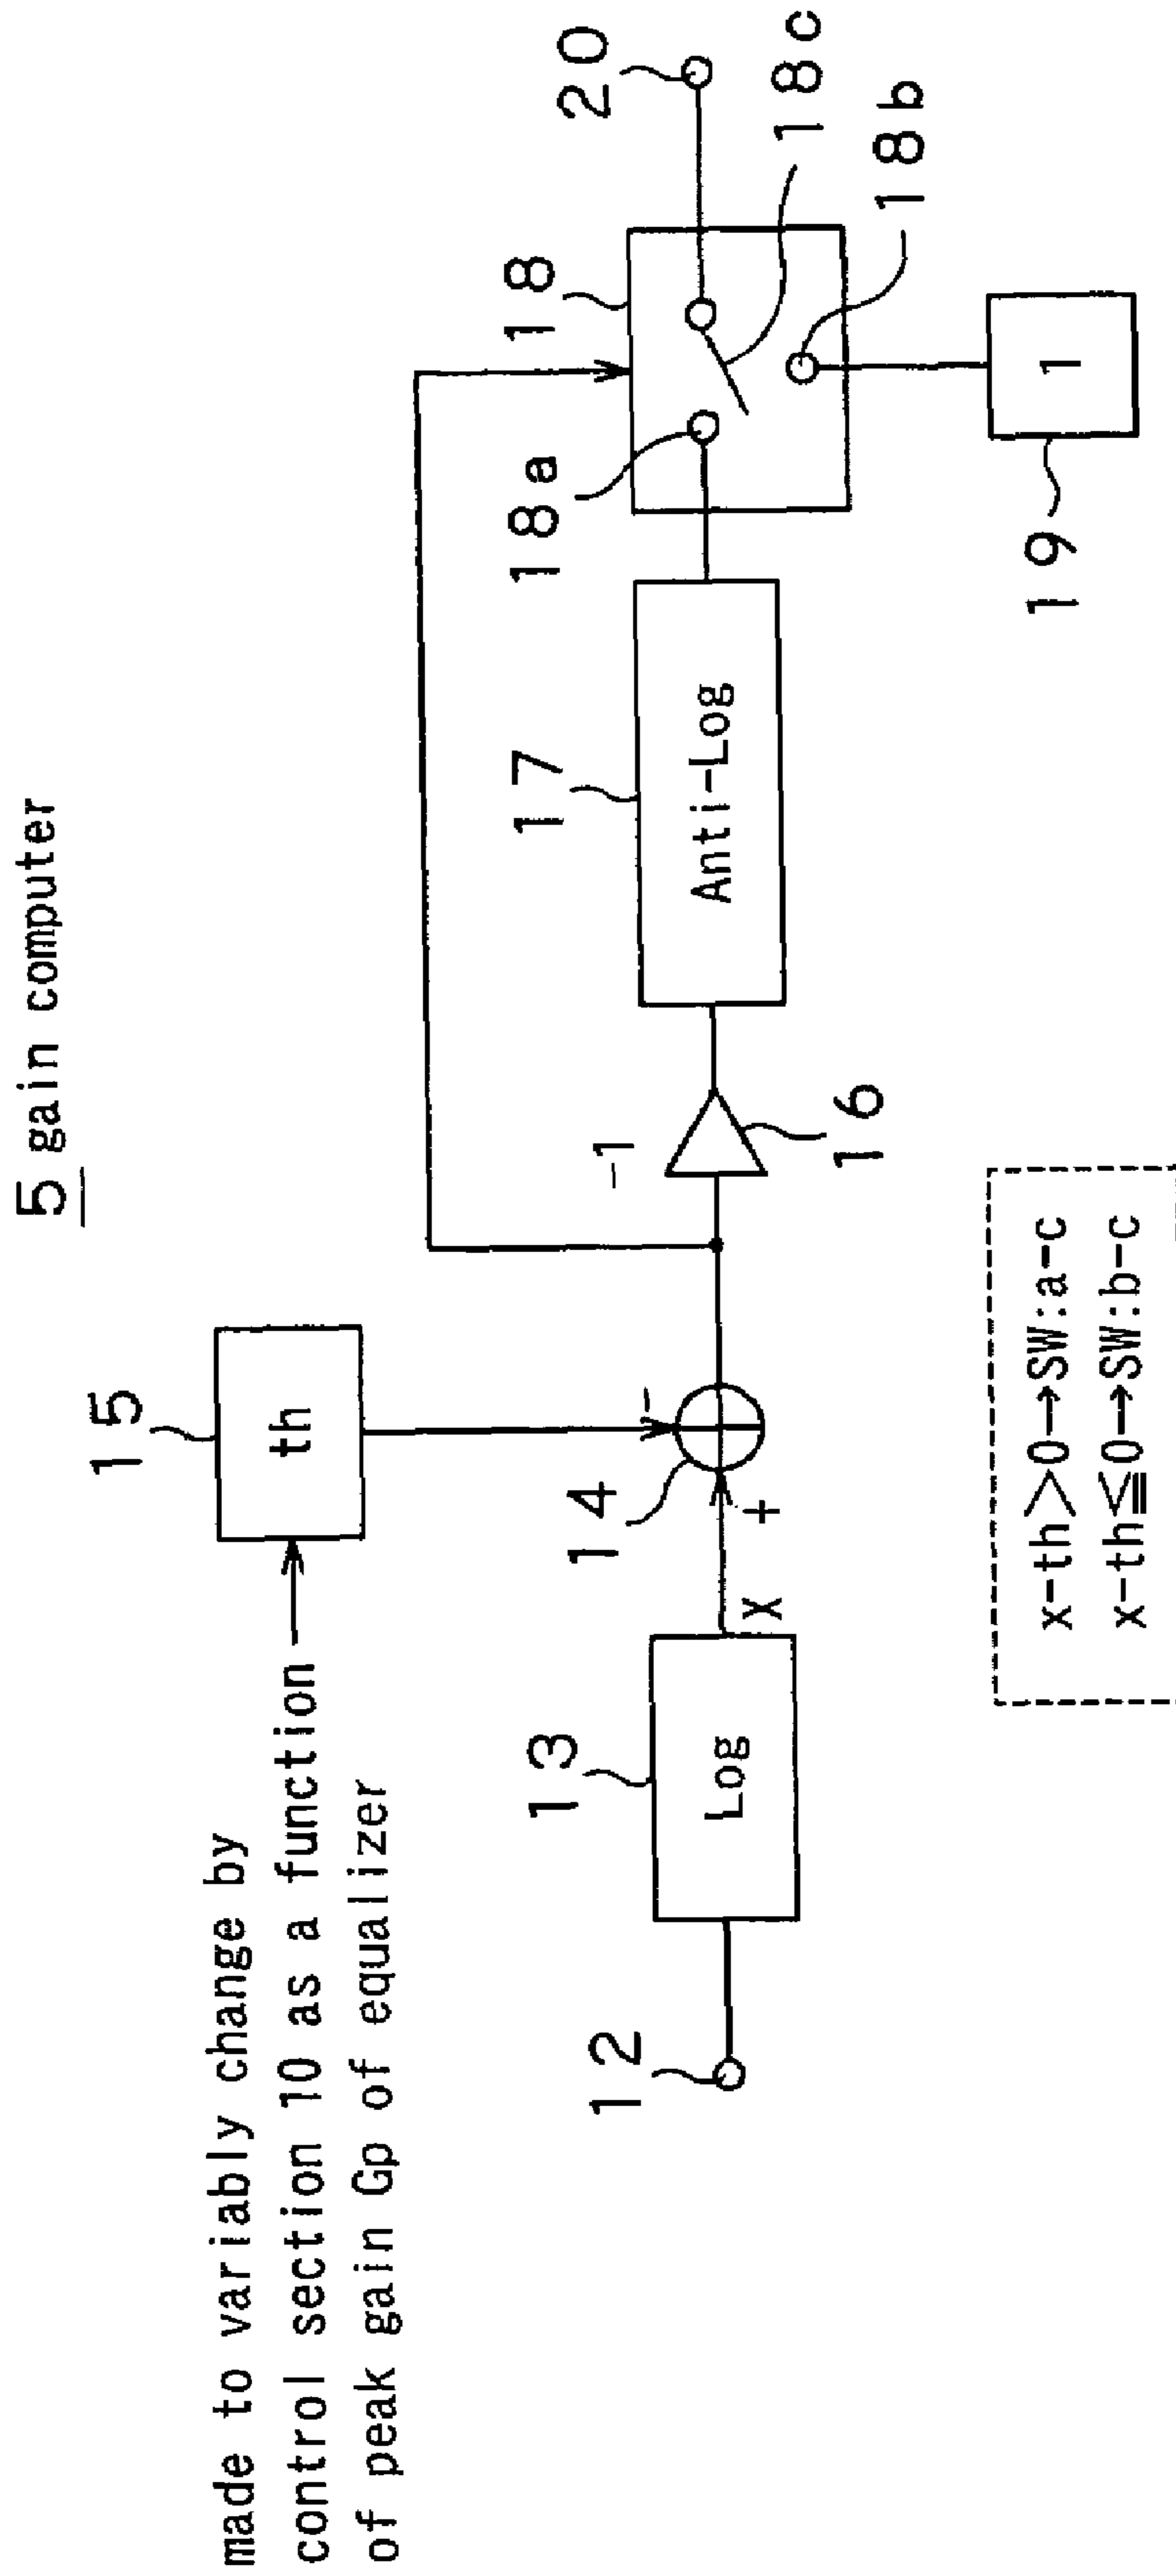 5 gain computer
made to variably change by
control section 10 as a function
of peak gain Gp of equalizer
15
th
12
13
Log
X
+
-
14
-1
16
17
Anti-Log
18
18a
18b
18c
19
1
20
x-th>0→SW:a-c
x-th≦0→SW:b-c